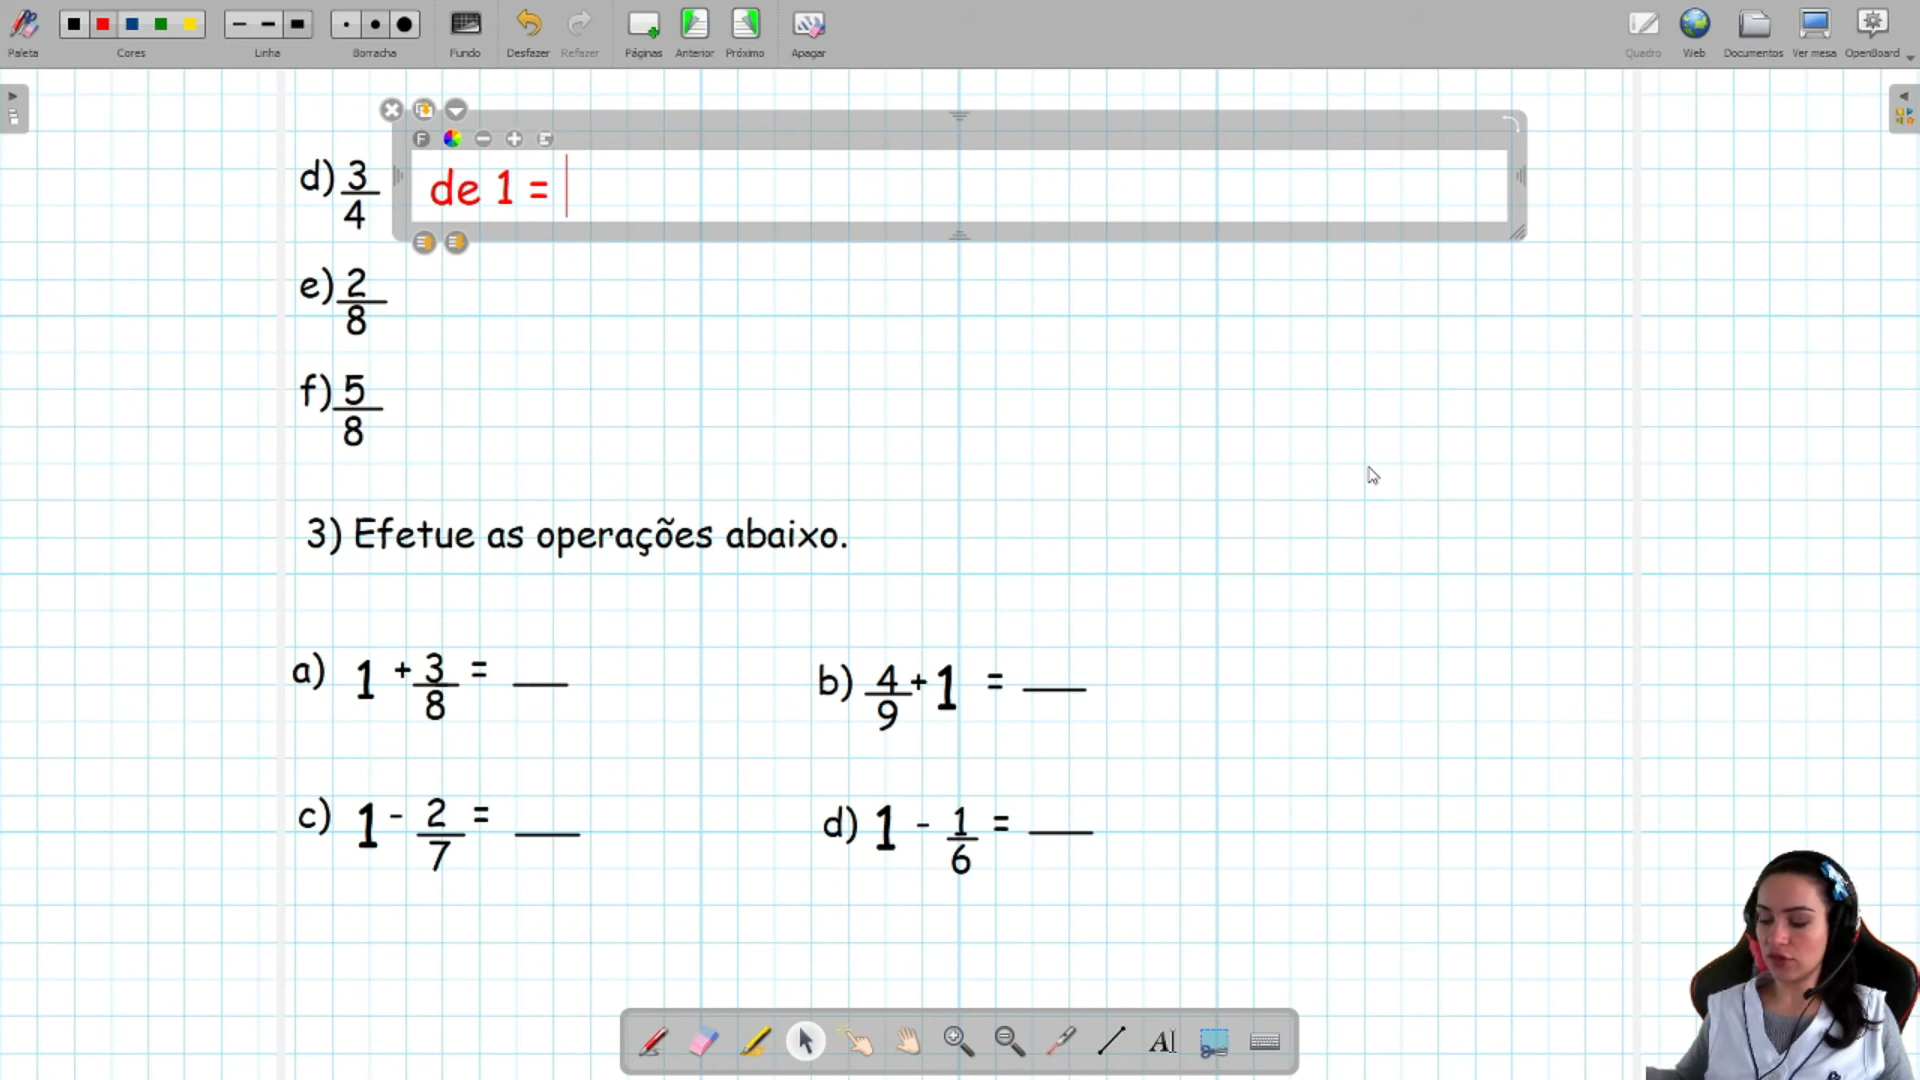 Paleta Cores Linha Borracha Fundo Desfazer Refazer Páginas Anterior Próximo Apagar Quadro Web Documentos Ver mesa OpenBoard
F
d) 3/4 de 1 =
e) 2/8
f) 5/8
3) Efetue as operações abaixo.
a) 1 + 3/8 = ___ b) 4/9 + 1 = ___
c) 1 - 2/7 = ___ d) 1 - 1/6 = ___
AI